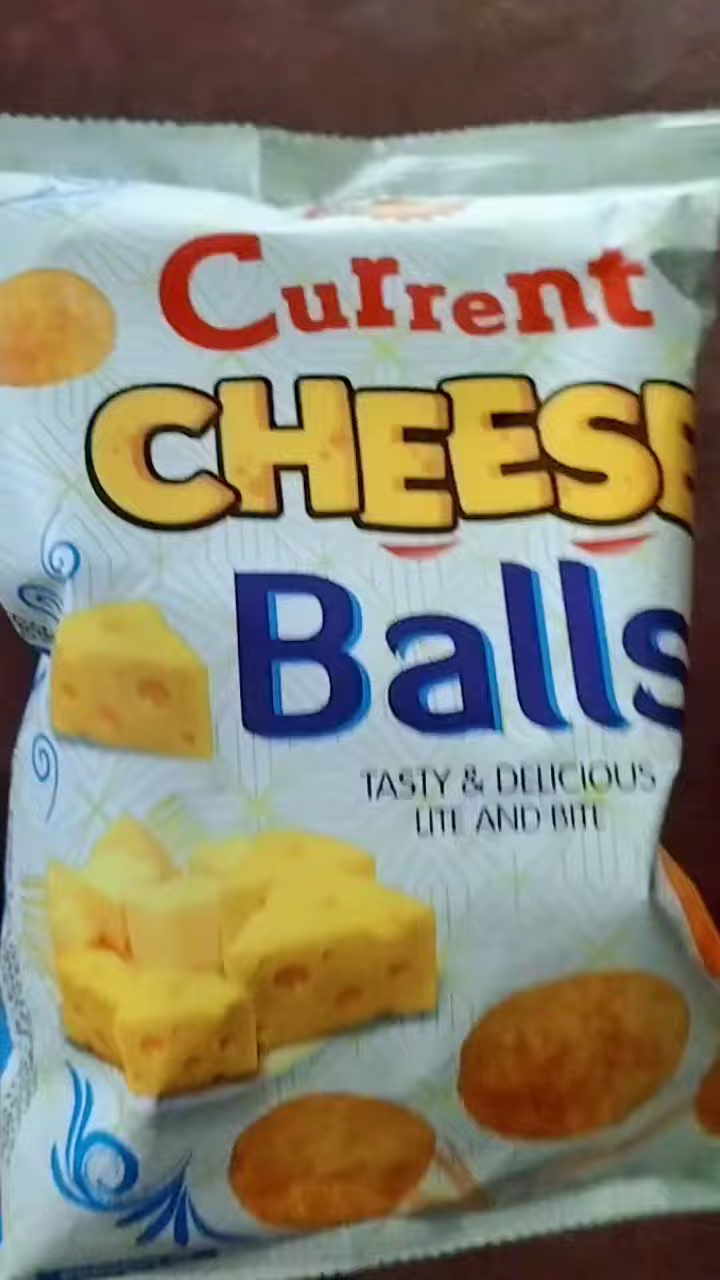 Current
CHEESE
Balls
TASTY & DELICIOUS
LITE AND BITE